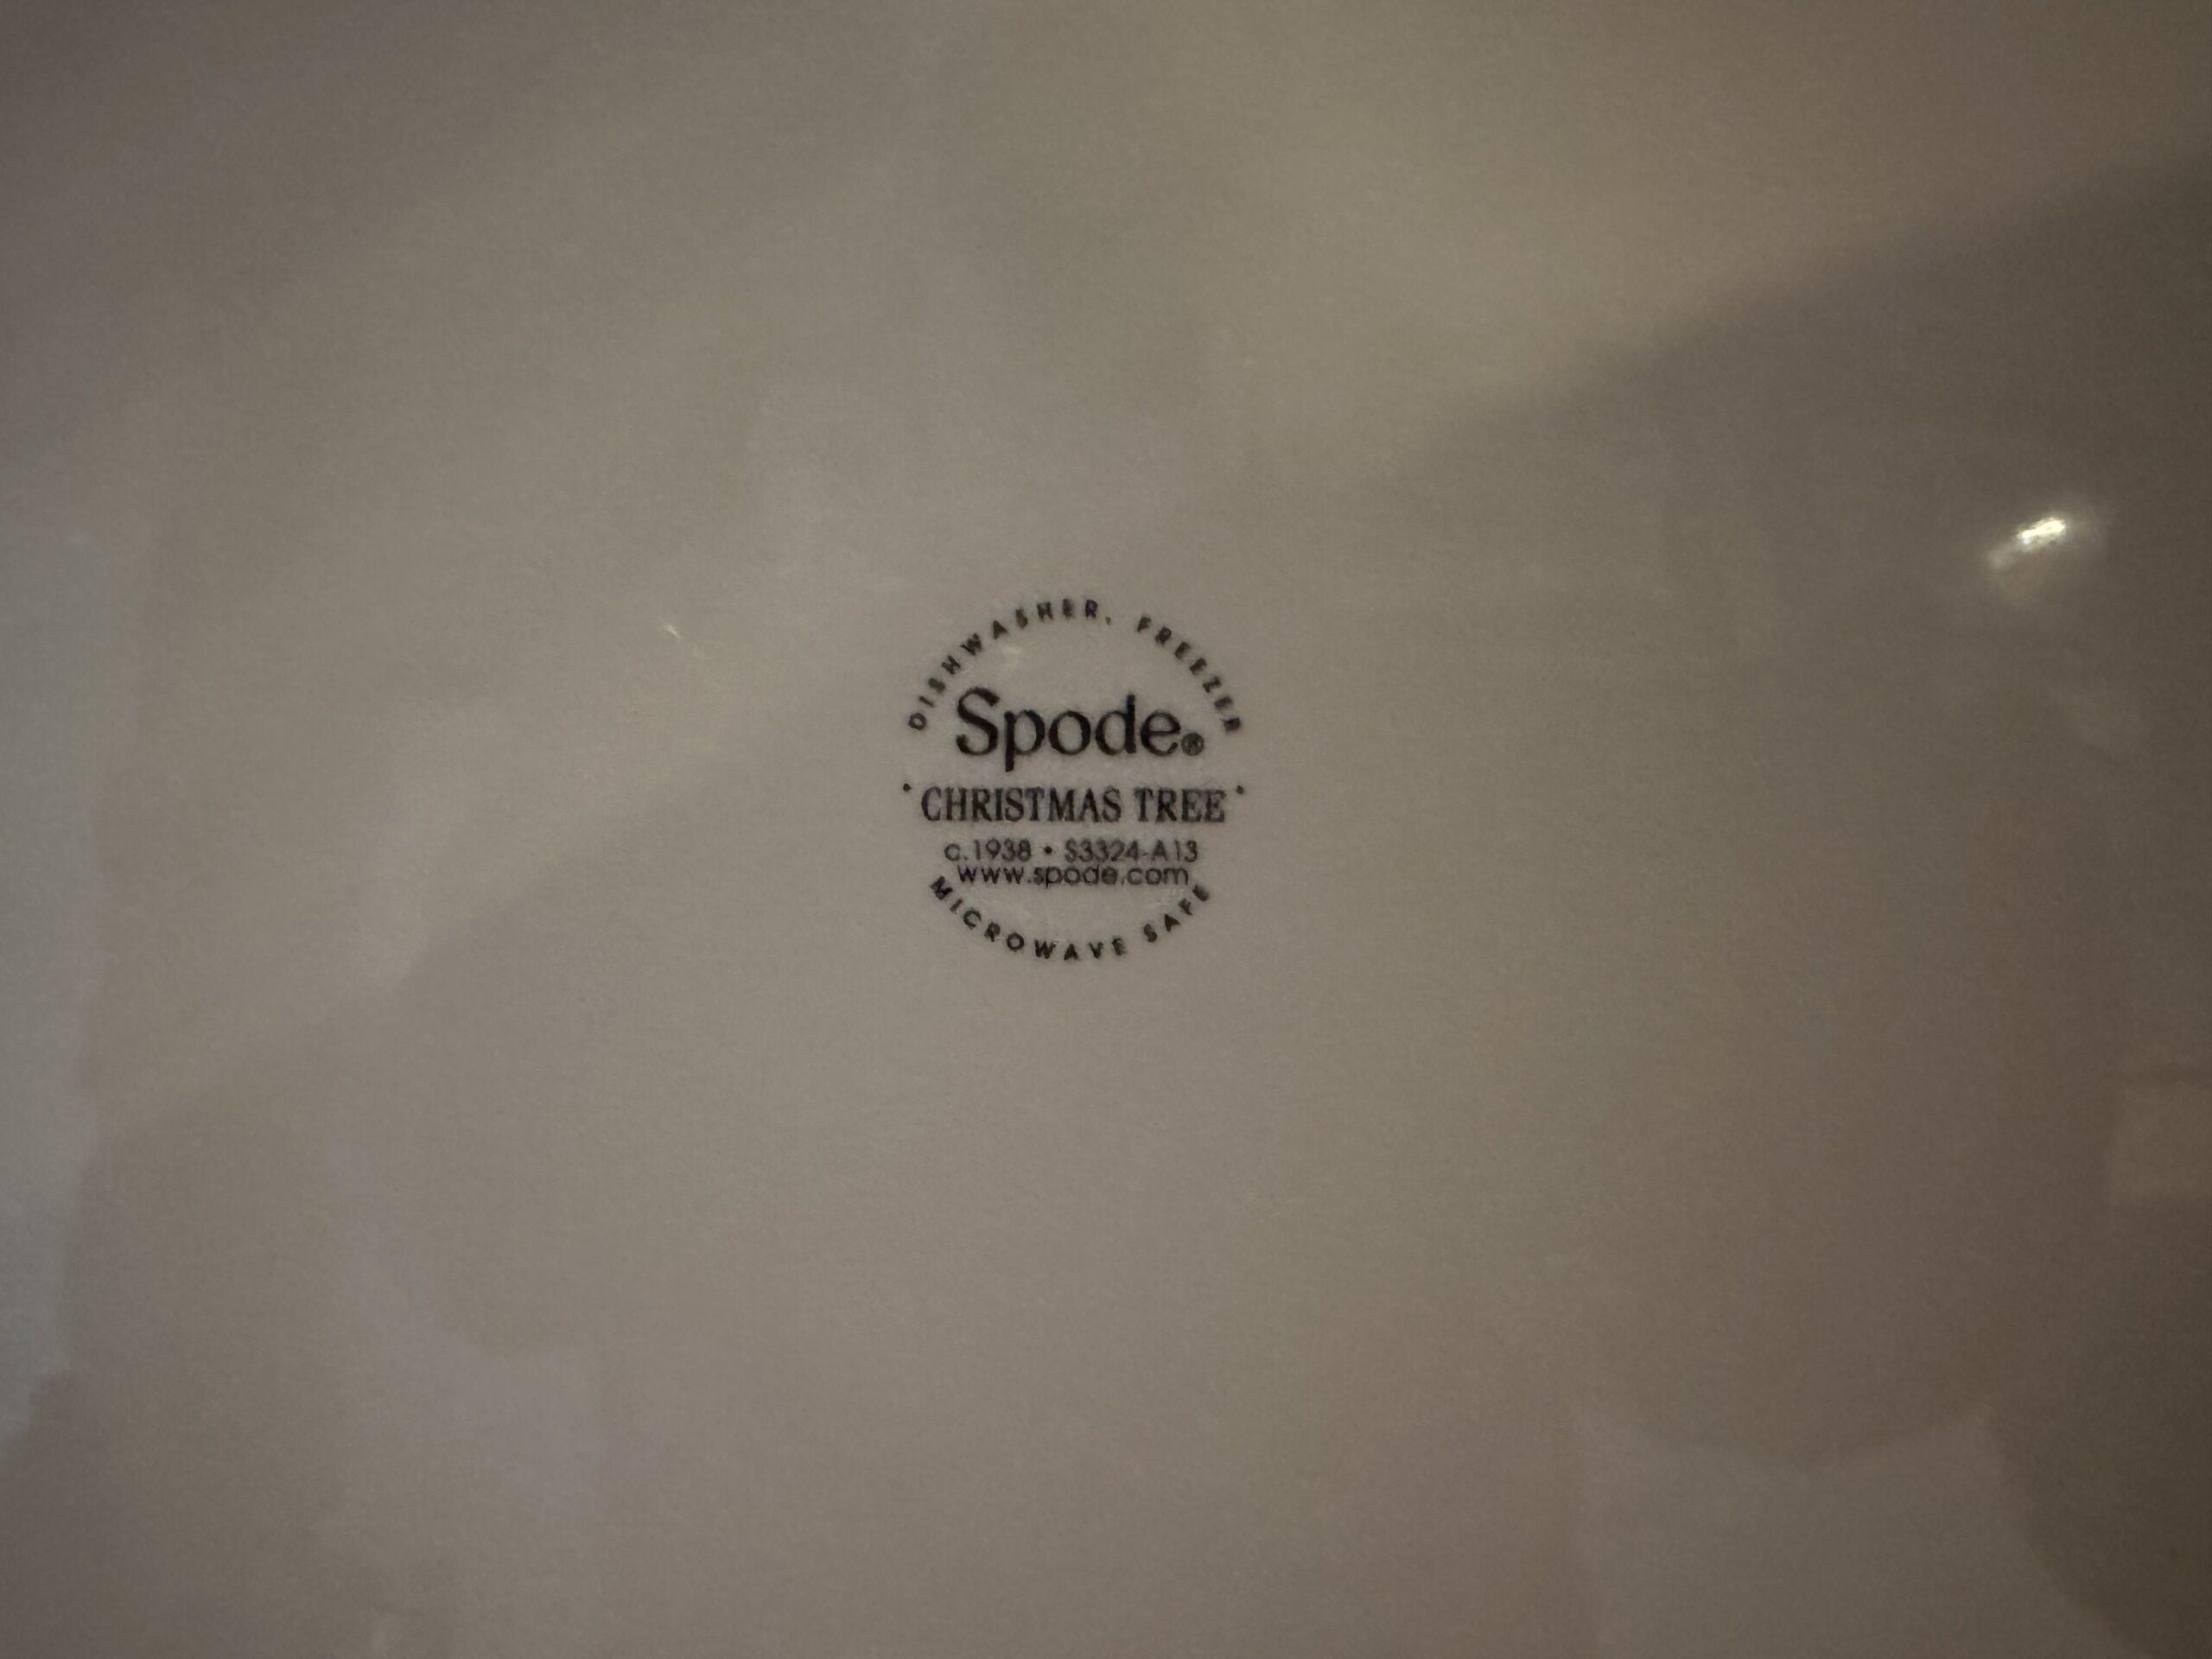 DISHWASHER, FREEZER
Spode®
· CHRISTMAS TREE ·
c.1938 • S3324-A13
www.spode.com
MICROWAVE SAFE